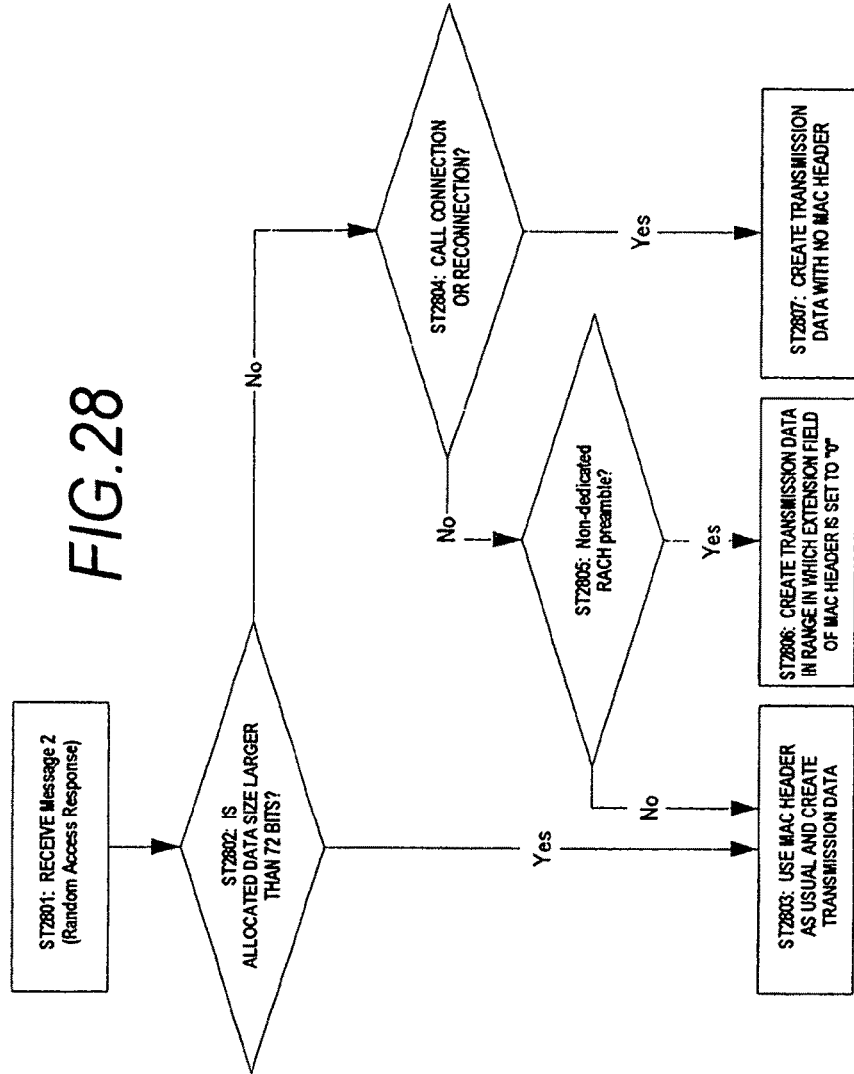 FIG.28
ST2801: RECEIVE Message 2
(Random Access Response)
ST2802: IS
ALLOCATED DATA SIZE LARGER
THAN 72 BITS?
No
Yes
ST2804: CALL CONNECTION
OR RECONNECTION?
No
Yes
ST2805: Non-dedicated
RACH preamble?
No
Yes
ST2803: USE MAC HEADER
AS USUAL AND CREATE
TRANSMISSION DATA
ST2806: CREATE TRANSMISSION DATA
IN RANGE IN WHICH EXTENSION FIELD
OF MAC HEADER IS SET TO "0"
ST2807: CREATE TRANSMISSION
DATA WITH NO MAC HEADER